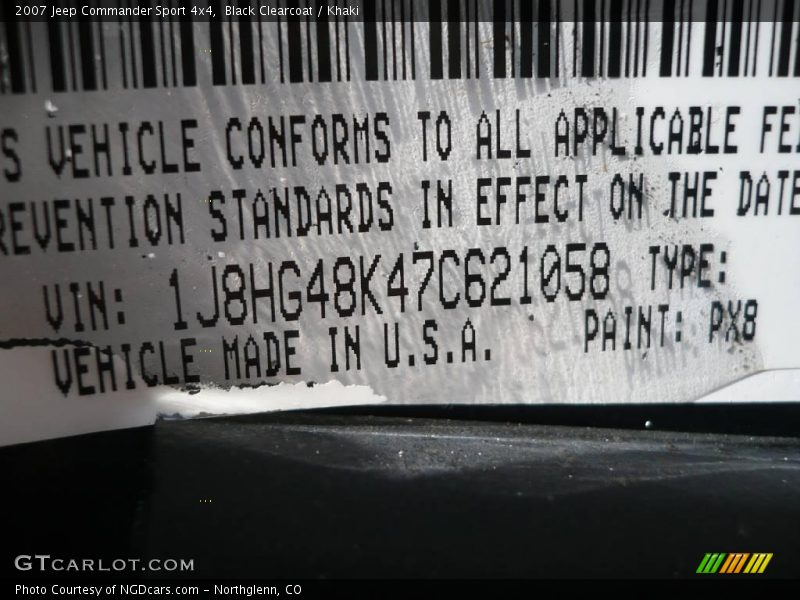 2007 Jeep Commander Sport 4x4, Black Clearcoat / Khaki
S VEHICLE CONFORMS TO ALL APPLICABLE FE
REVENTION STANDARDS IN EFFECT ON THE DATE
VIN: 1J8HG48K47C621058 TYPE:
VEHICLE MADE IN U.S.A. PAINT: PX8
GTCARLOT.COM
Photo Courtesy of NGDcars.com - Northglenn, CO